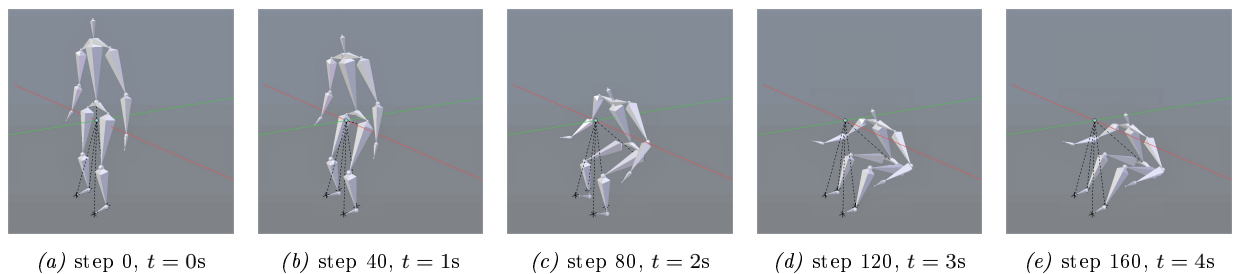 (a) step 0, t = 0s
(b) step 40, t = 1s
(c) step 80, t = 2s
(d) step 120, t = 3s
(e) step 160, t = 4s